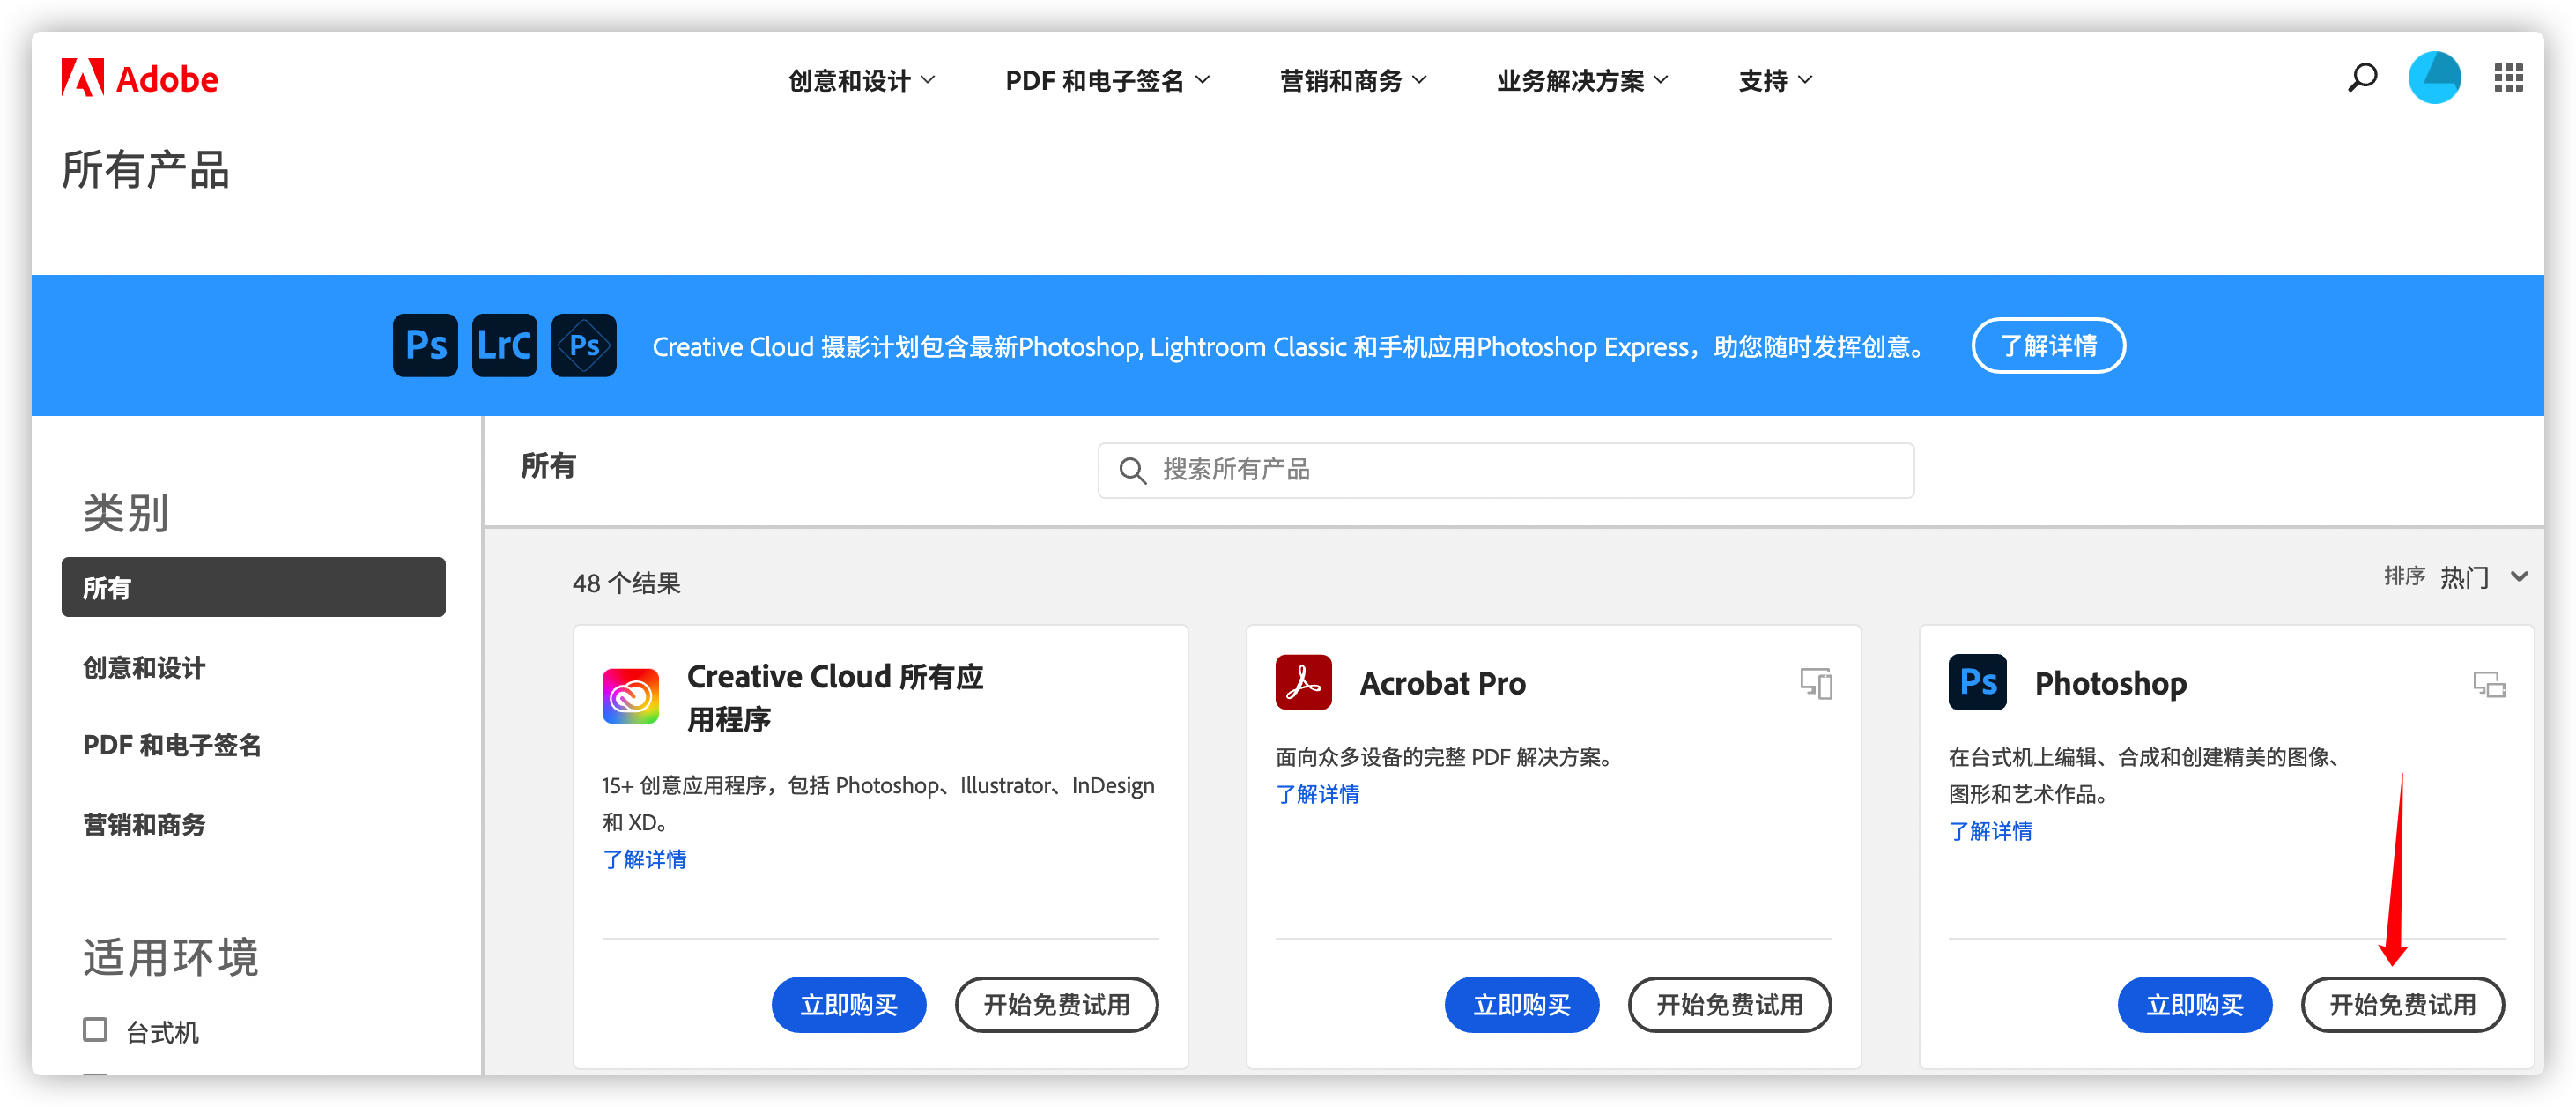 Adobe
创意和设计
PDF 和电子签名
营销和商务
业务解决方案
支持
所有产品
Ps
LrC
Ps
Creative Cloud 摄影计划包含最新Photoshop, Lightroom Classic 和手机应用Photoshop Express，助您随时发挥创意。
了解详情
类别
所有
创意和设计
PDF 和电子签名
营销和商务
适用环境
台式机
所有
搜索所有产品
48 个结果
排序 热门
Creative Cloud 所有应
用程序
15+ 创意应用程序，包括 Photoshop、Illustrator、InDesign
和 XD。
了解详情
立即购买
开始免费试用
Acrobat Pro
面向众多设备的完整 PDF 解决方案。
了解详情
立即购买
开始免费试用
Ps
Photoshop
在台式机上编辑、合成和创建精美的图像、
图形和艺术作品。
了解详情
立即购买
开始免费试用